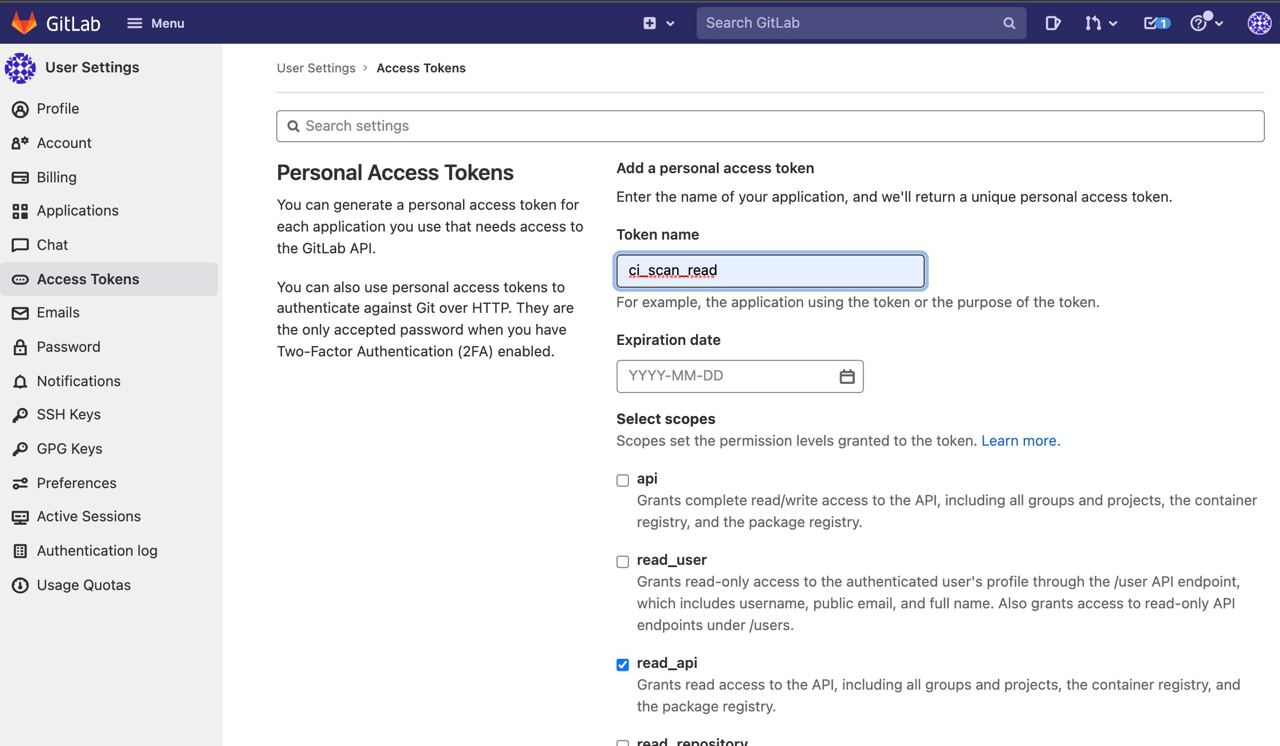 GitLab
Menu
Search GitLab
1
User Settings
Profile
Account
Billing
Applications
Chat
Access Tokens
Emails
Password
Notifications
SSH Keys
GPG Keys
Preferences
Active Sessions
Authentication log
Usage Quotas
User Settings › Access Tokens
Search settings
Personal Access Tokens
You can generate a personal access token for
each application you use that needs access to
the GitLab API.
You can also use personal access tokens to
authenticate against Git over HTTP. They are
the only accepted password when you have
Two-Factor Authentication (2FA) enabled.
Add a personal access token
Enter the name of your application, and we'll return a unique personal access token.
Token name
ci_scan_read
For example, the application using the token or the purpose of the token.
Expiration date
YYYY-MM-DD
Select scopes
Scopes set the permission levels granted to the token. Learn more.
api
Grants complete read/write access to the API, including all groups and projects, the container
registry, and the package registry.
read_user
Grants read-only access to the authenticated user's profile through the /user API endpoint,
which includes username, public email, and full name. Also grants access to read-only API
endpoints under /users.
read_api
Grants read access to the API, including all groups and projects, the container registry, and
the package registry.
read_repository